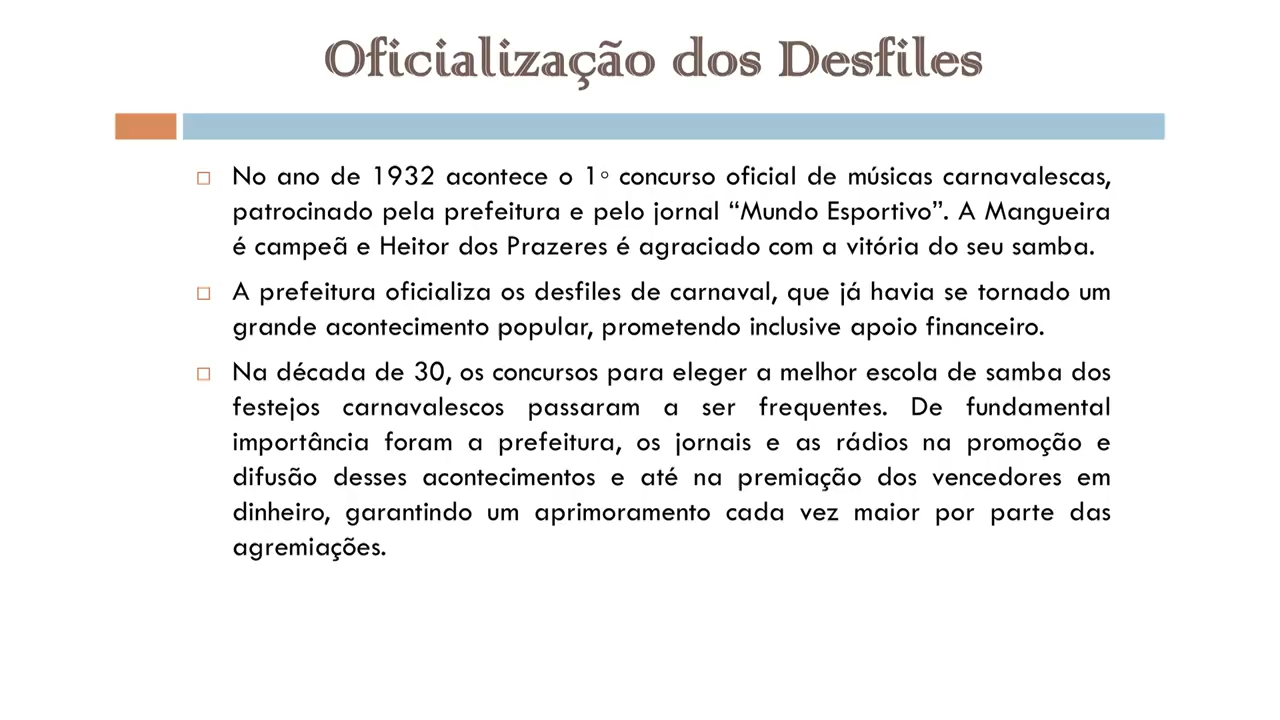 Oficialização dos Desfiles
No ano de 1932 acontece o 1º concurso oficial de músicas carnavalescas,
patrocinado pela prefeitura e pelo jornal “Mundo Esportivo”. A Mangueira
é campeã e Heitor dos Prazeres é agraciado com a vitória do seu samba.
A prefeitura oficializa os desfiles de carnaval, que já havia se tornado um
grande acontecimento popular, prometendo inclusive apoio financeiro.
Na década de 30, os concursos para eleger a melhor escola de samba dos
festejos carnavalescos passaram a ser frequentes. De fundamental
importância foram a prefeitura, os jornais e as rádios na promoção e
difusão desses acontecimentos e até na premiação dos vencedores em
dinheiro, garantindo um aprimoramento cada vez maior por parte das
agremiações.